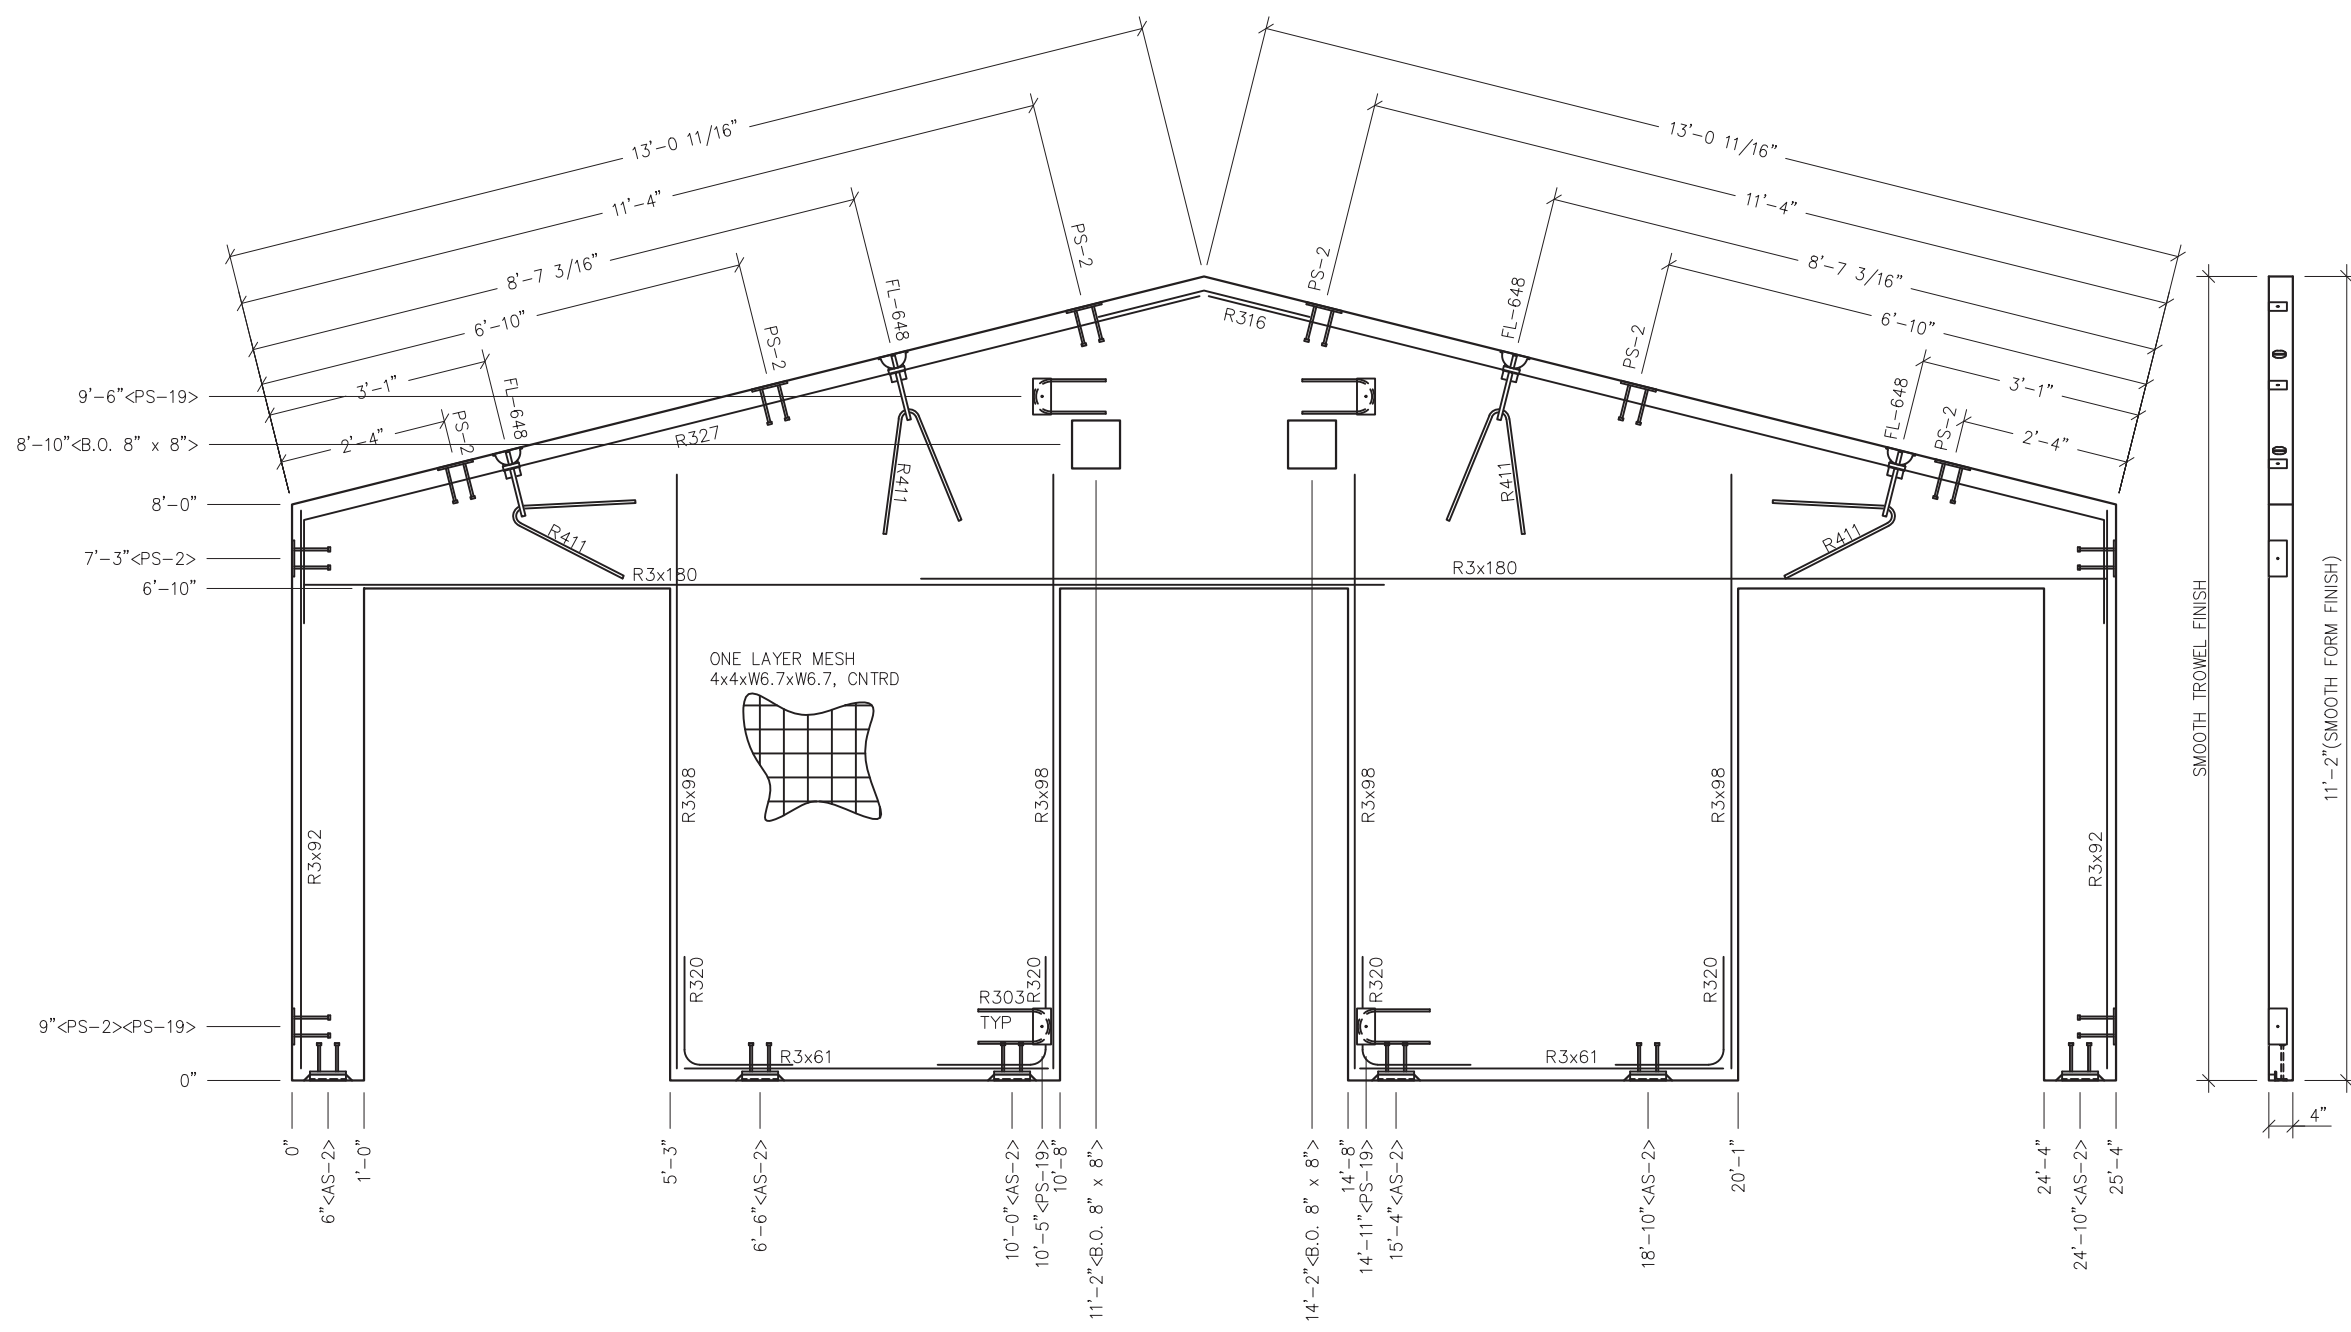 13'-0 11/16"
13'-0 11/16"
11'-4"
11'-4"
8'-7 3/16"
8'-7 3/16"
6'-10"
6'-10"
3'-1"
3'-1"
2'-4"
2'-4"
PS-2
PS-2
FL-648
FL-648
PS-2
PS-2
FL-648
FL-648
PS-2
PS-2
R316
R327
9'-6"<PS-19>
8'-10"<B.O. 8" x 8">
8'-0"
7'-3"<PS-2>
6'-10"
R411
R411
R411
R411
R3x180
R3x180
ONE LAYER MESH
4x4xW6.7xW6.7, CNTRD
R3x92
R3x98
R3x98
R3x98
R3x98
R3x92
SMOOTH TROWEL FINISH
11'-2"(SMOOTH FORM FINISH)
R320
R320
R320
R320
R303
TYP
R3x61
R3x61
9"<PS-2><PS-19>
0"
4"
0"
6"<AS-2>
1'-0"
5'-3"
6'-6"<AS-2>
10'-0"<AS-2>
10'-5"<PS-19>
10'-8"
11'-2"<B.O. 8" x 8">
14'-2"<B.O. 8" x 8">
14'-8"
14'-11"<PS-19>
15'-4"<AS-2>
18'-10"<AS-2>
20'-1"
24'-4"
24'-10"<AS-2>
25'-4"